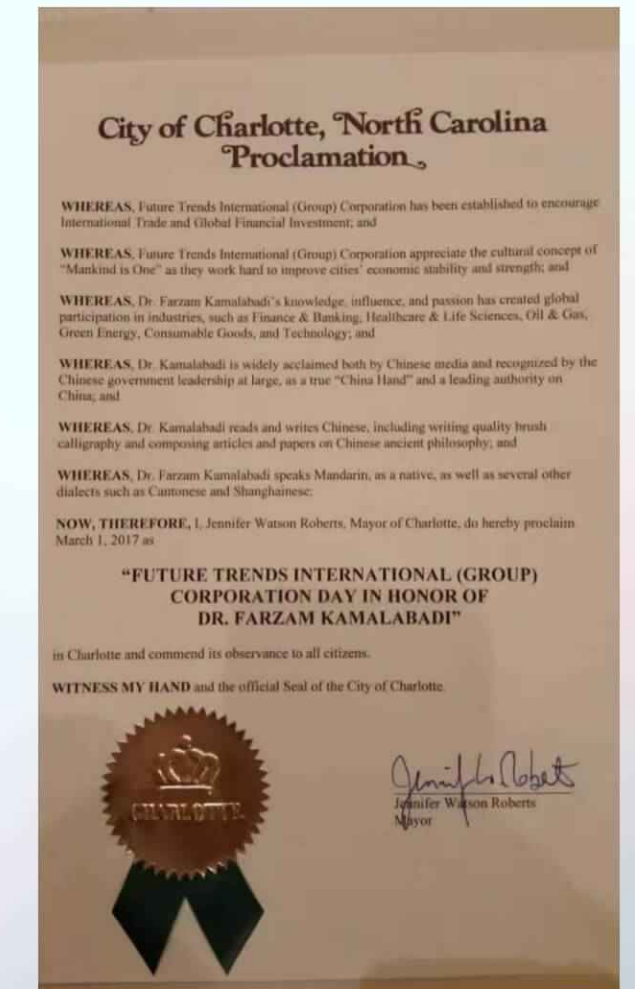 City of Charlotte, North Carolina
Proclamation
WHEREAS, Future Trends International (Group) Corporation has been established to encourage
International Trade and Global Financial Investment; and
WHEREAS, Future Trends International (Group) Corporation appreciate the cultural concept of
"Mankind is One" as they work hard to improve cities' economic stability and strength; and
WHEREAS, Dr. Farzam Kamalabadi's knowledge, influence, and passion has created global
participation in industries, such as Finance & Banking, Healthcare & Life Sciences, Oil & Gas,
Green Energy, Consumable Goods, and Technology; and
WHEREAS, Dr. Kamalabadi is widely acclaimed both by Chinese media and recognized by the
Chinese government leadership at large, as a true "China Hand" and a leading authority on
China; and
WHEREAS, Dr. Kamalabadi reads and writes Chinese, including writing quality brush
calligraphy and composing articles and papers on Chinese ancient philosophy; and
WHEREAS, Dr. Farzam Kamalabadi speaks Mandarin, as a native, as well as several other
dialects such as Cantonese and Shanghainese;
NOW, THEREFORE, I, Jennifer Watson Roberts, Mayor of Charlotte, do hereby proclaim
March 1, 2017 as
"FUTURE TRENDS INTERNATIONAL (GROUP)
CORPORATION DAY IN HONOR OF
DR. FARZAM KAMALABADI"
in Charlotte and commend its observance to all citizens.
WITNESS MY HAND and the official Seal of the City of Charlotte.
CHARLOTTE
Jennifer Watson Roberts
Mayor